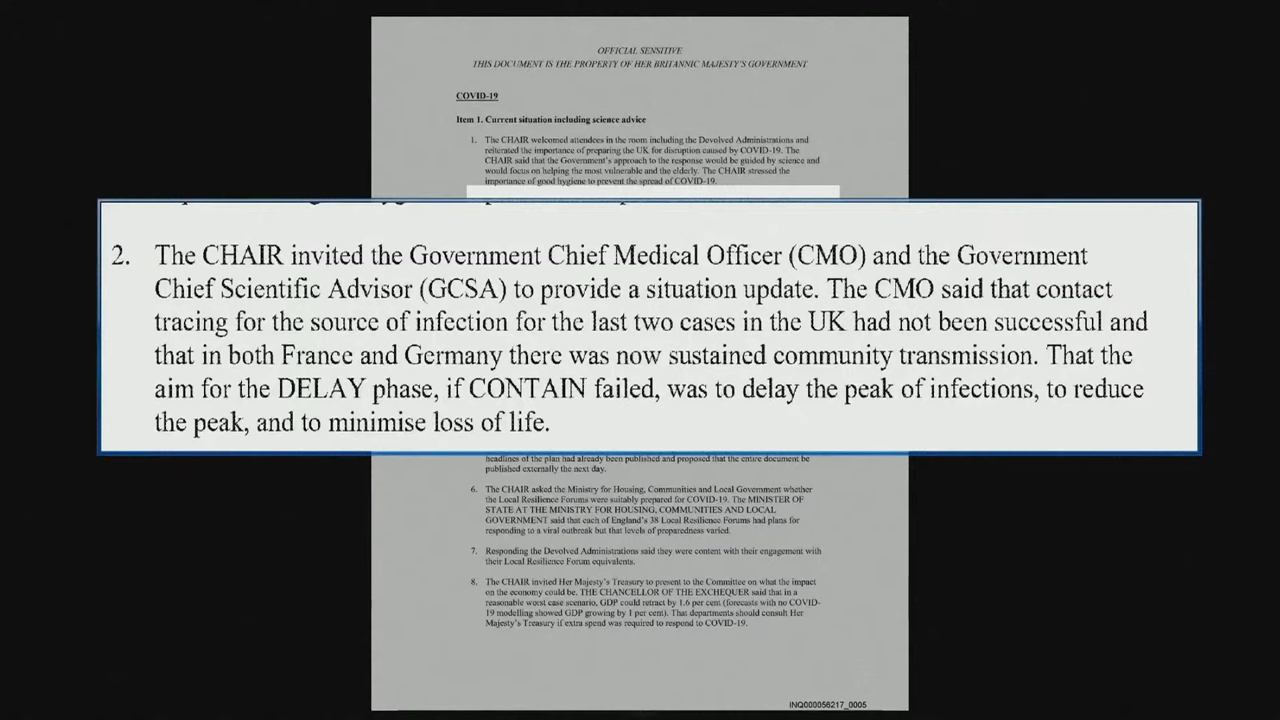 OFFICIAL SENSITIVE
THIS DOCUMENT IS THE PROPERTY OF HER BRITANNIC MAJESTY'S GOVERNMENT
COVID-19
Item 1. Current situation including science advice
1. The CHAIR welcomed attendees in the room including the Devolved Administrations and
reiterated the importance of preparing the UK for disruption caused by COVID-19. The
CHAIR said that the Government's approach to the response would be guided by science and
would focus on helping the most vulnerable and the elderly. The CHAIR stressed the
importance of good hygiene to prevent the spread of COVID-19.
2. The CHAIR invited the Government Chief Medical Officer (CMO) and the Government
Chief Scientific Advisor (GCSA) to provide a situation update. The CMO said that contact
tracing for the source of infection for the last two cases in the UK had not been successful and
that in both France and Germany there was now sustained community transmission. That the
aim for the DELAY phase, if CONTAIN failed, was to delay the peak of infections, to reduce
the peak, and to minimise loss of life.
headlines of the plan had already been published and proposed that the entire document be
published externally the next day.
6. The CHAIR asked the Ministry for Housing, Communities and Local Government whether
the Local Resilience Forums were suitably prepared for COVID-19. The MINISTER OF
STATE AT THE MINISTRY FOR HOUSING, COMMUNITIES AND LOCAL
GOVERNMENT said that each of England's 38 Local Resilience Forums had plans for
responding to a viral outbreak but that levels of preparedness varied.
7. Responding the Devolved Administrations said they were content with their engagement with
their Local Resilience Forum equivalents.
8. The CHAIR invited Her Majesty's Treasury to present to the Committee on what the impact
on the economy could be. THE CHANCELLOR OF THE EXCHEQUER said that in a
reasonable worst case scenario, GDP could retract by 1.6 per cent (forecasts with no COVID-
19 modelling showed GDP growing by 1 per cent). That departments should consult Her
Majesty's Treasury if extra spend was required to respond to COVID-19.
INQ000056217_0005